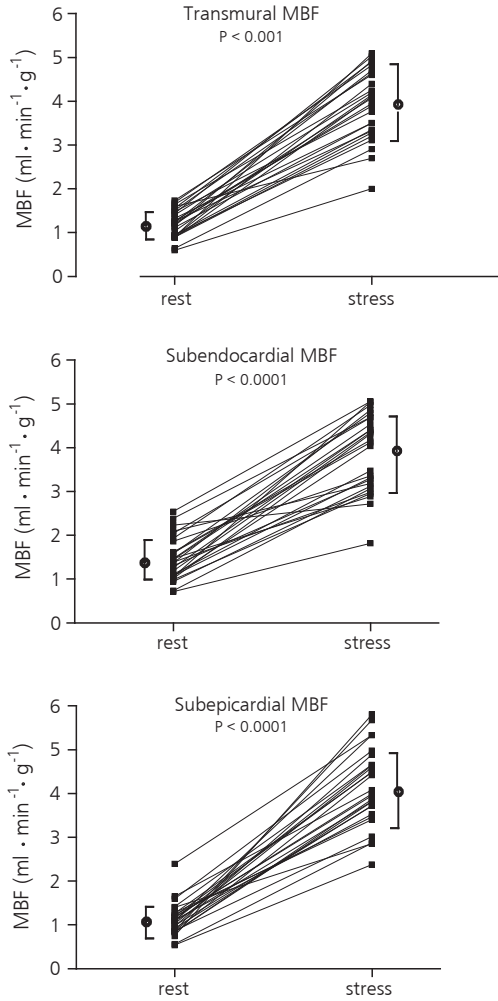 Transmural MBF
P < 0.001
MBF (ml • min⁻¹• g⁻¹)
6
5
4
3
2
1
0
rest stress
Subendocardial MBF
P < 0.0001
MBF (ml • min⁻¹• g⁻¹)
6
5
4
3
2
1
0
rest stress
Subepicardial MBF
P < 0.0001
MBF (ml • min⁻¹• g⁻¹)
6
5
4
3
2
1
0
rest stress